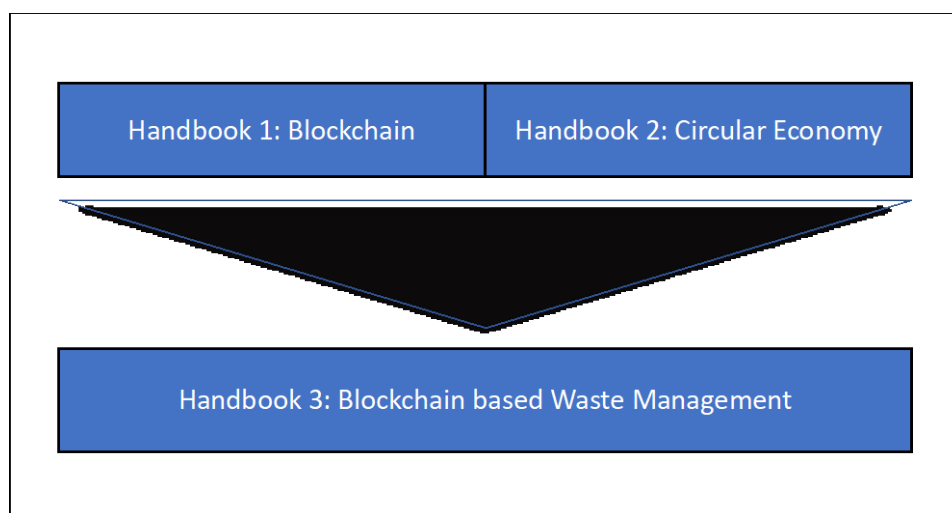 Handbook 1: Blockchain
Handbook 2: Circular Economy
Handbook 3: Blockchain based Waste Management